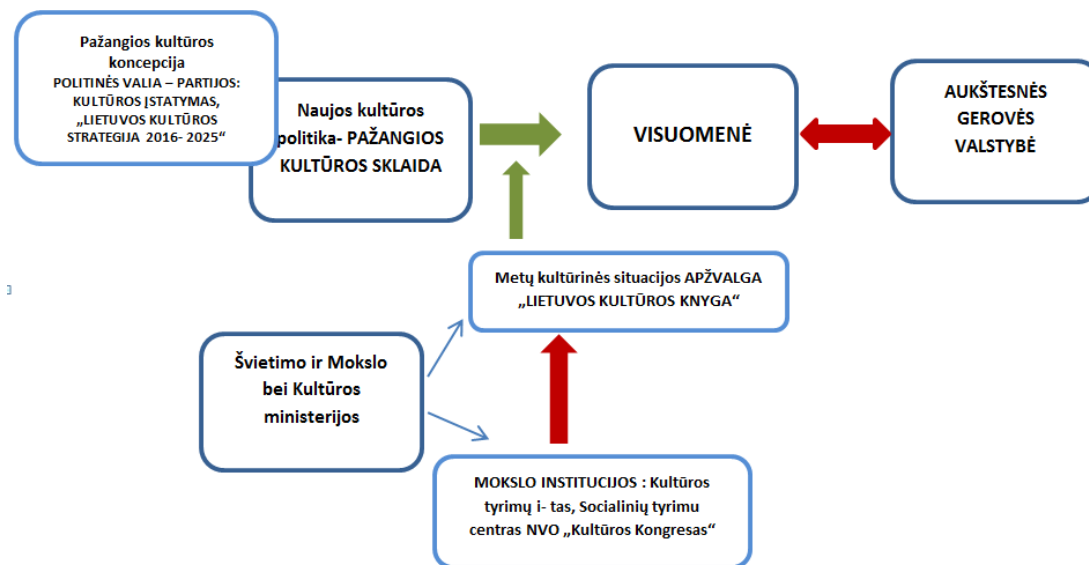 Pažangios kultūros
koncepcija
POLITINĖS VALIA – PARTIJOS:
KULTŪROS ĮSTATYMAS,
„LIETUVOS KULTŪROS
STRATEGIJA 2016- 2025“
Naujos kultūros
politika- PAŽANGIOS
KULTŪROS SKLAIDA
VISUOMENĖ
AUKŠTESNĖS
GEROVĖS
VALSTYBĖ
Metų kultūrinės situacijos APŽVALGA
„LIETUVOS KULTŪROS KNYGA“
Švietimo ir Mokslo
bei Kultūros
ministerijos
MOKSLO INSTITUCIJOS : Kultūros
tyrimų i- tas, Socialinių tyrimu
centras NVO „Kultūros Kongresas“